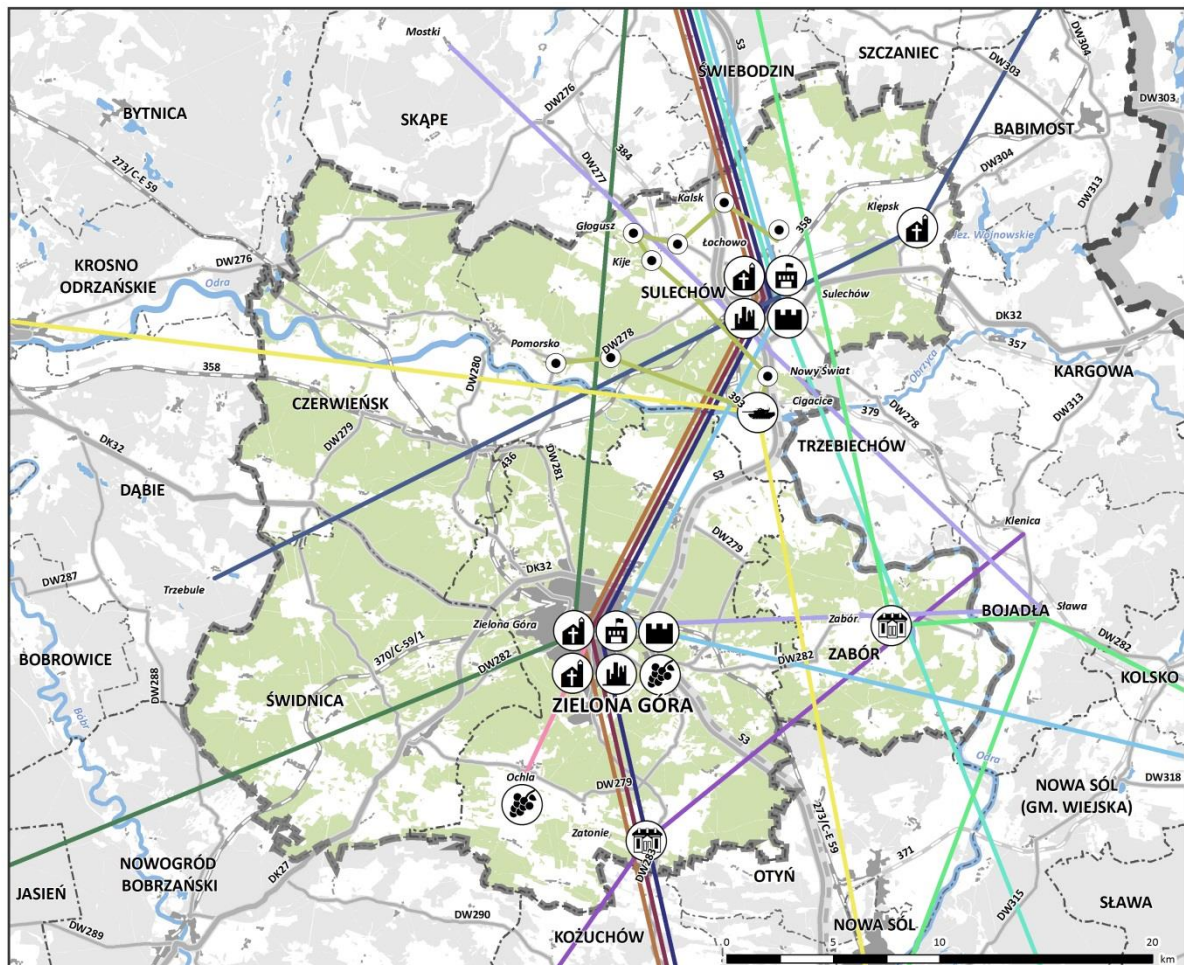 Mostki
S3
ŚWIEBODZIN
SZCZANIEC
DW304
DW303
DW303
BYTNICA
SKĄPE
DW276
BABIMOST
273/C-E 59
384
DW277
DW304
DW313
Kalsk
358
Klępsk
Głogusz
Łochowo
Jez. Wojnowskie
Kije
KROSNO
ODRZAŃSKIE
DW276
Odra
SULECHÓW
Sulechów
DK32
DW278
Pomorsko
357
Obrzyca
358
DW280
Nowy Świat
KARGOWA
393
Cigacice
379
DW278
CZERWIEŃSK
DW279
DW313
TRZEBIECHÓW
DK32
436
DW281
S3
DĄBIE
Klenica
DW279
DK32
DW287
Trzebule
Zielona Góra
Zabór
BOJADŁA
Sława
370/C-59/1
DW282
DW282
DW282
ZABÓR
BOBROWICE
DW288
KOLSKO
Bóbr
ŚWIDNICA
ZIELONA GÓRA
S3
Odra
Ochla
DW279
NOWA SÓL
(GM. WIEJSKA)
DW318
Zatonie
273/C-E 59
DW283
371
NOWOGRÓD
BOBRZAŃSKI
DK27
OTYŃ
JASIEŃ
DW315
SŁAWA
DW290
NOWA SÓL
DW289
KOŻUCHÓW
0 5 10 20
km